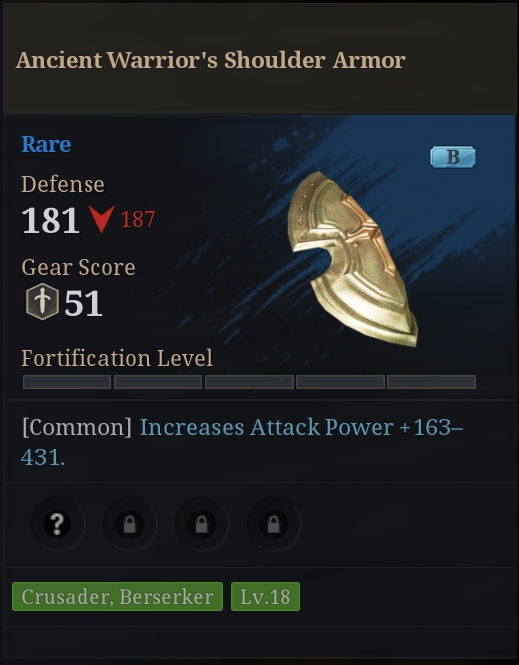 Ancient Warrior's Shoulder Armor
Rare
B
Defense
181 187
Gear Score
51
Fortification Level
[Common] Increases Attack Power +163–
431.
?
Crusader, Berserker Lv.18